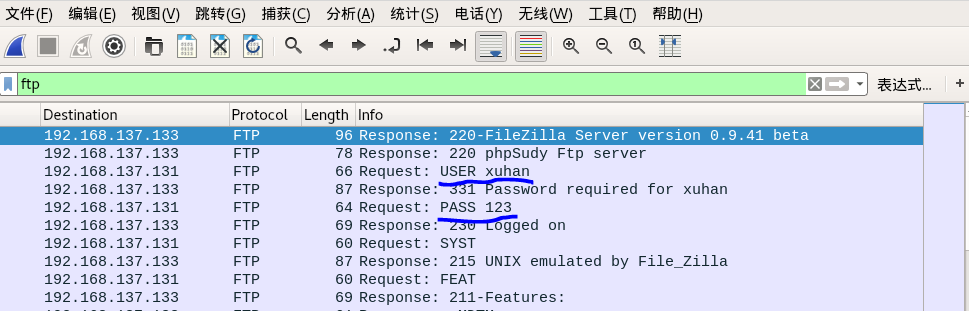 文件(F) 编辑(E) 视图(V) 跳转(G) 捕获(C) 分析(A) 统计(S) 电话(Y) 无线(W) 工具(T) 帮助(H)
ftp 表达式… +
Destination Protocol Length Info
192.168.137.133 FTP 96 Response: 220-FileZilla Server version 0.9.41 beta
192.168.137.133 FTP 78 Response: 220 phpSudy Ftp server
192.168.137.131 FTP 66 Request: USER xuhan
192.168.137.133 FTP 87 Response: 331 Password required for xuhan
192.168.137.131 FTP 64 Request: PASS 123
192.168.137.133 FTP 69 Response: 230 Logged on
192.168.137.131 FTP 60 Request: SYST
192.168.137.133 FTP 87 Response: 215 UNIX emulated by File_Zilla
192.168.137.131 FTP 60 Request: FEAT
192.168.137.133 FTP 69 Response: 211-Features: